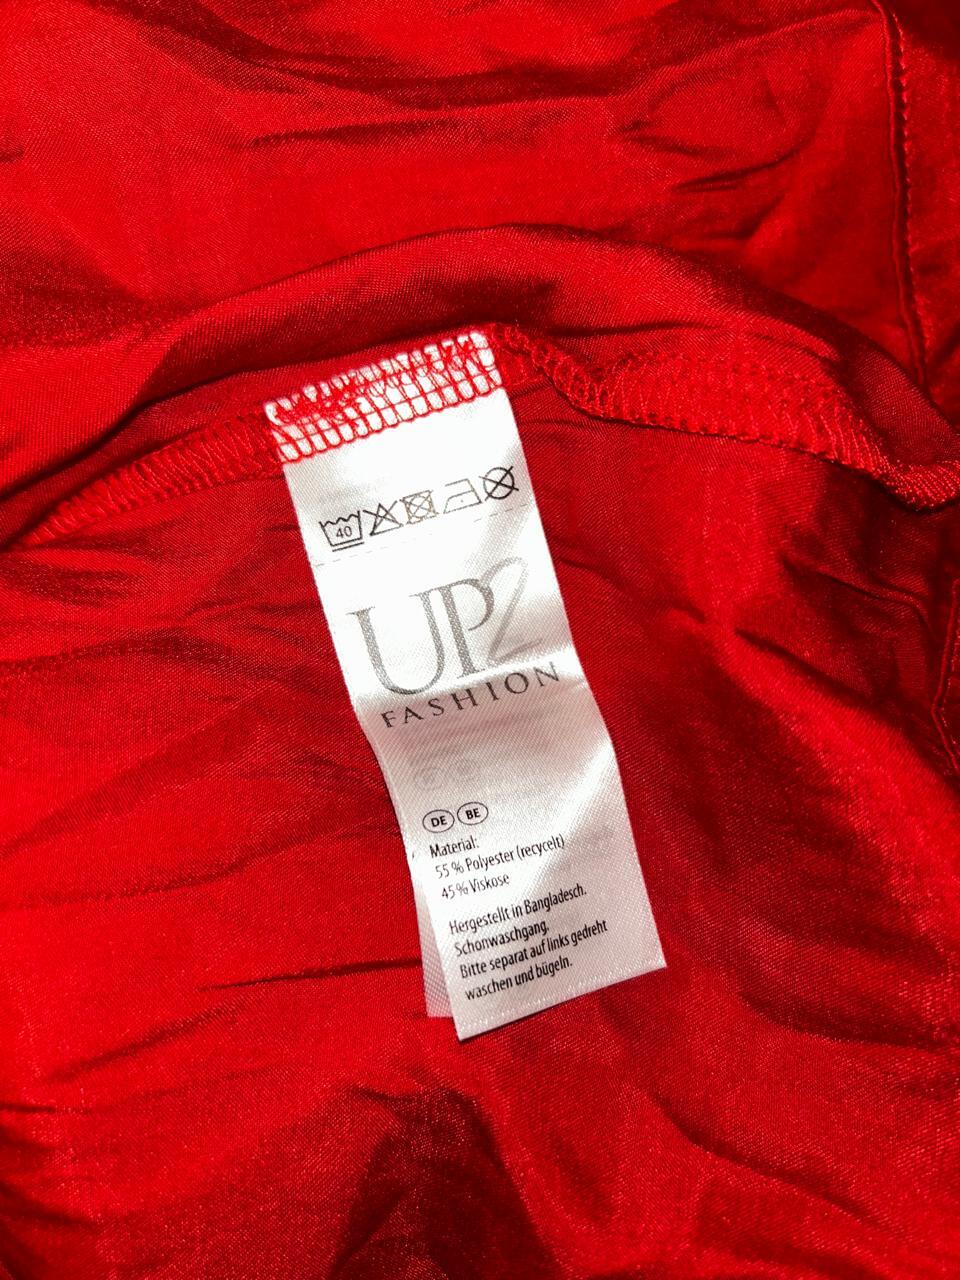 40
UP2
FASHION
DE BE
Material:
55 % Polyester (recycelt)
45 % Viskose
Hergestellt in Bangladesch.
Schonwaschgang.
Bitte separat auf links gedreht
waschen und bügeln.